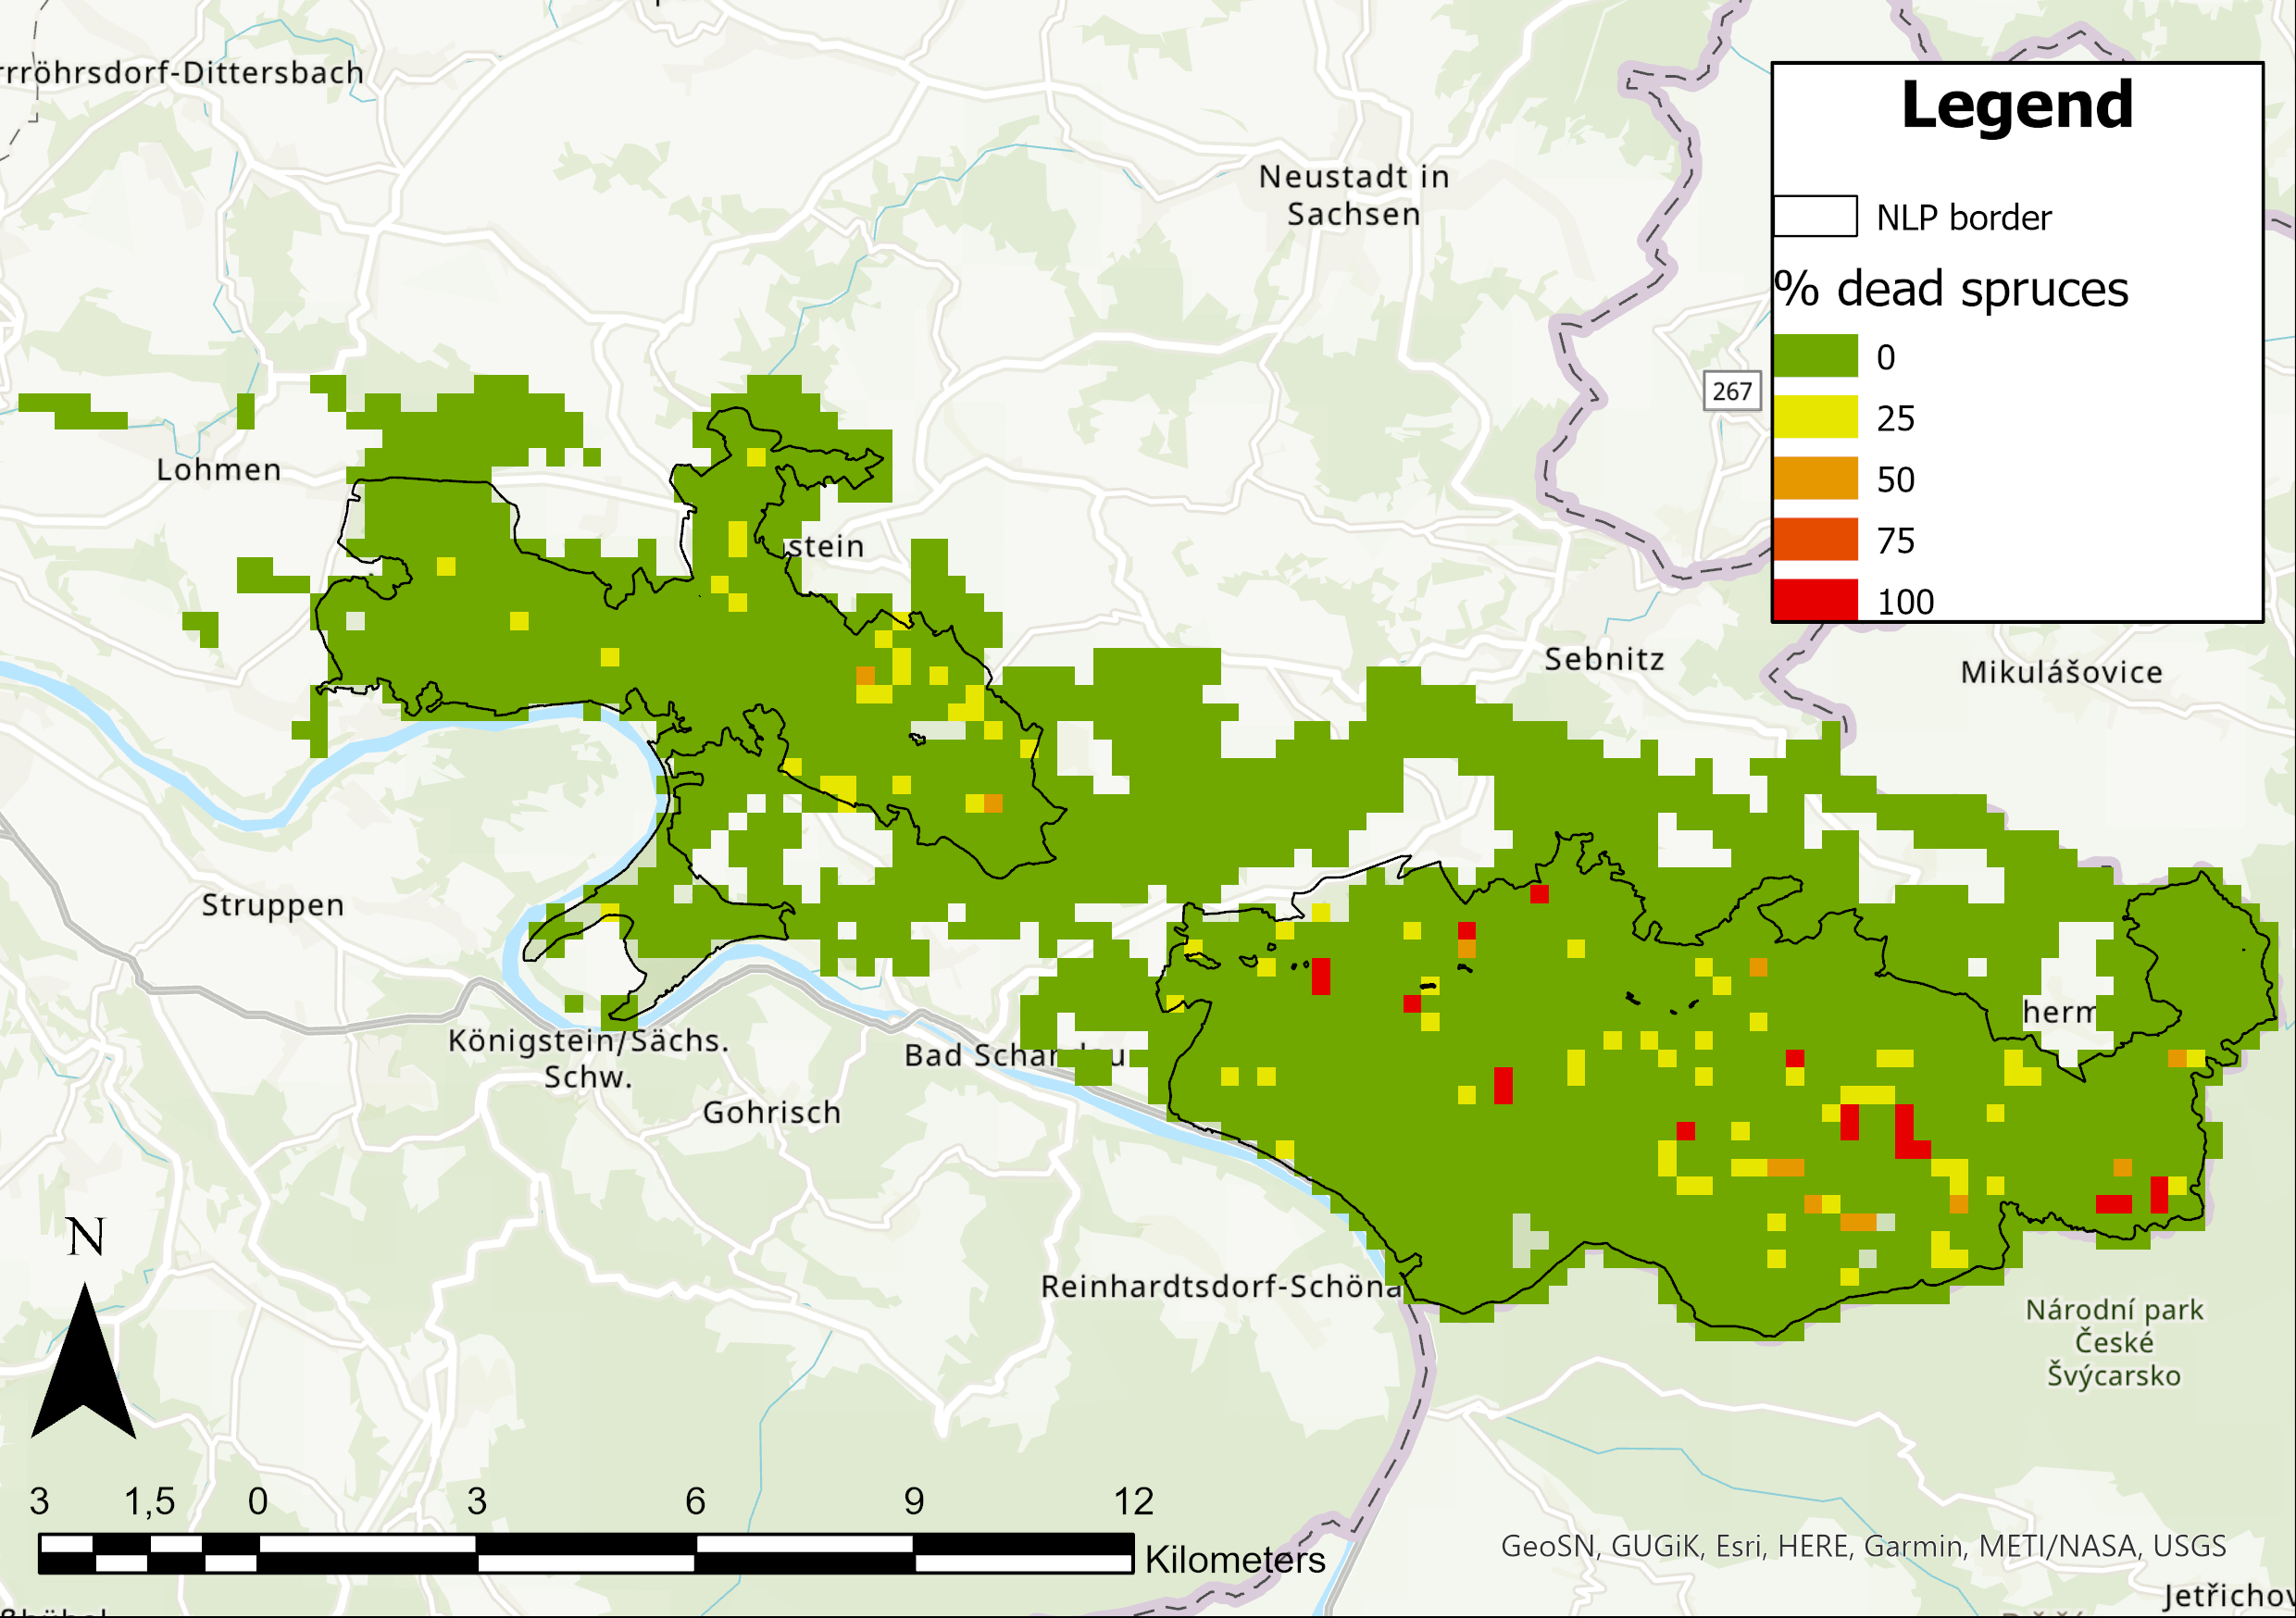 rröhrsdorf-Dittersbach
Legend
Neustadt in
Sachsen
NLP border
% dead spruces
0
267
25
Lohmen
50
stein
75
100
Sebnitz
Mikulášovice
Struppen
herm
Königstein/Sächs.
Schw.
Bad Schandau
Gohrisch
N
Reinhardtsdorf-Schöna
Národní park
České
Švýcarsko
3 1,5 0 3 6 9 12
Kilometers
GeoSN, GUGiK, Esri, HERE, Garmin, METI/NASA, USGS
Jetřichov